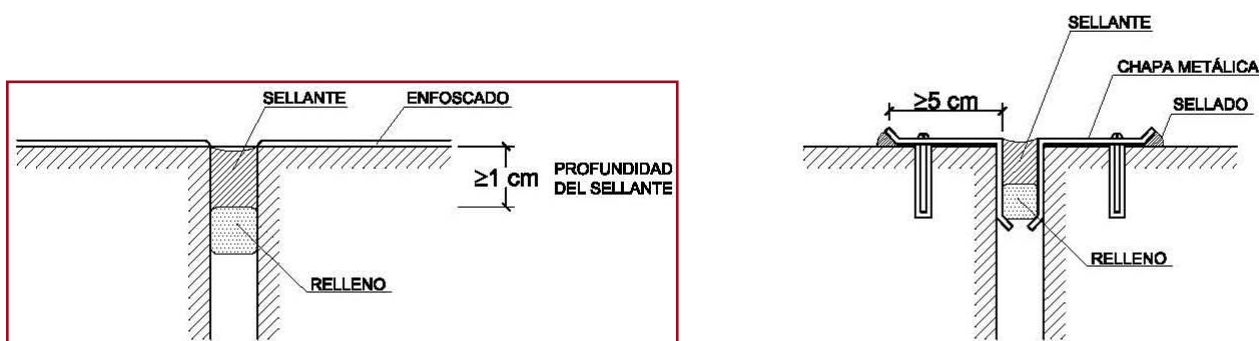 SELLANTE
ENFOSCADO
≥1 cm
PROFUNDIDAD
DEL SELLANTE
RELLENO
SELLANTE
CHAPA METÁLICA
≥5 cm
SELLADO
RELLENO